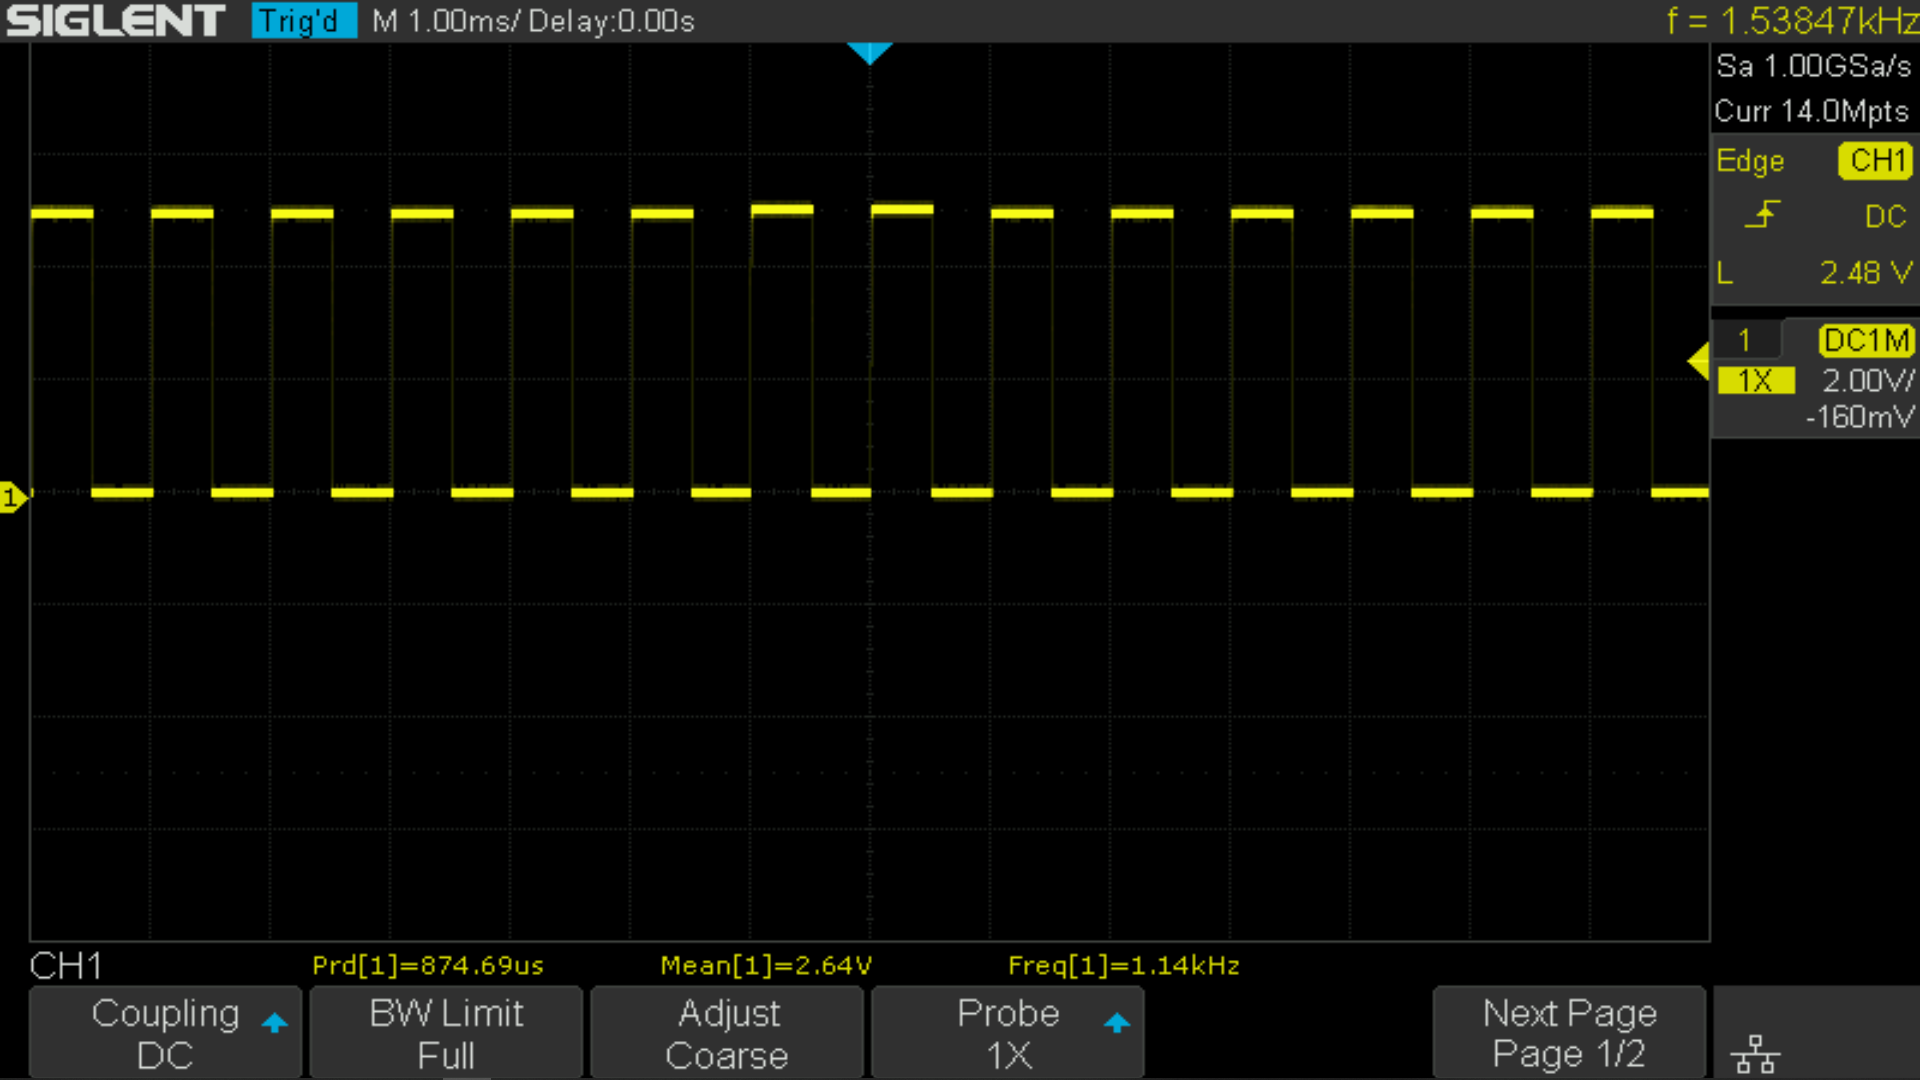 SIGLENT Trig'd M 1.00ms/ Delay:0.00s f = 1.53847kHz
Sa 1.00GSa/s
Curr 14.0Mpts
Edge CH1
DC
L 2.48 V
1 DC1M
1X 2.00V/
-160mV
1
CH1 Prd[1]=874.69us Mean[1]=2.64V Freq[1]=1.14kHz
Coupling BW Limit Adjust Probe Next Page
DC Full Coarse 1X Page 1/2